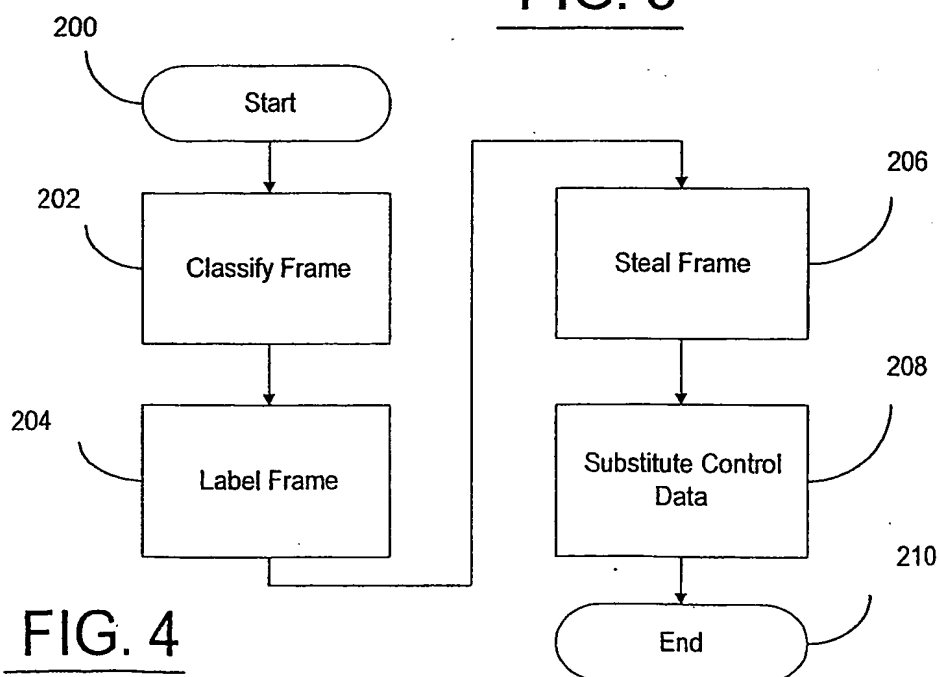 200
Start
202
Classify Frame
204
Label Frame
206
Steal Frame
208
Substitute Control
Data
210
End
FIG. 4